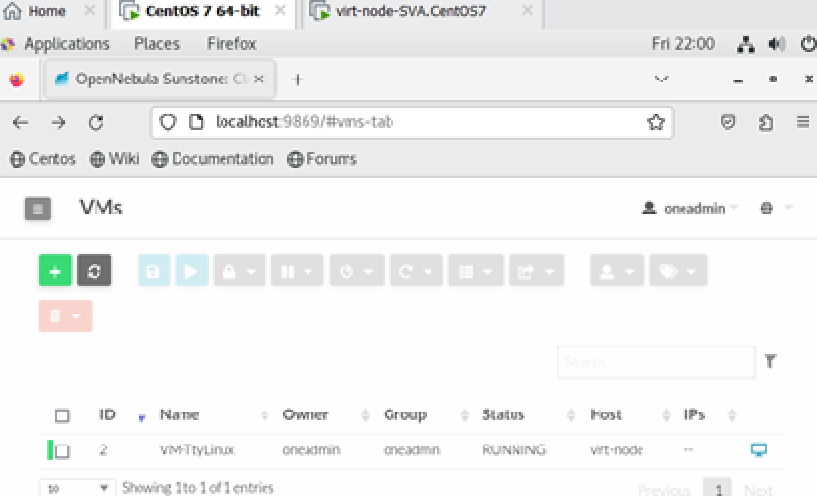 Home CentOS 7 64-bit virt-node-SVA.CentOS7
Applications Places Firefox Fri 22:00
OpenNebula Sunstone: Cl
localhost:9869/#vms-tab
Centos Wiki Documentation Forums
VMs oneadmin
Search
ID Name Owner Group Status Host IPs
2 VM-TtyLinux oneadmin oneadmin RUNNING virt-node --
10 Showing 1 to 1 of 1 entries
Previous 1 Next